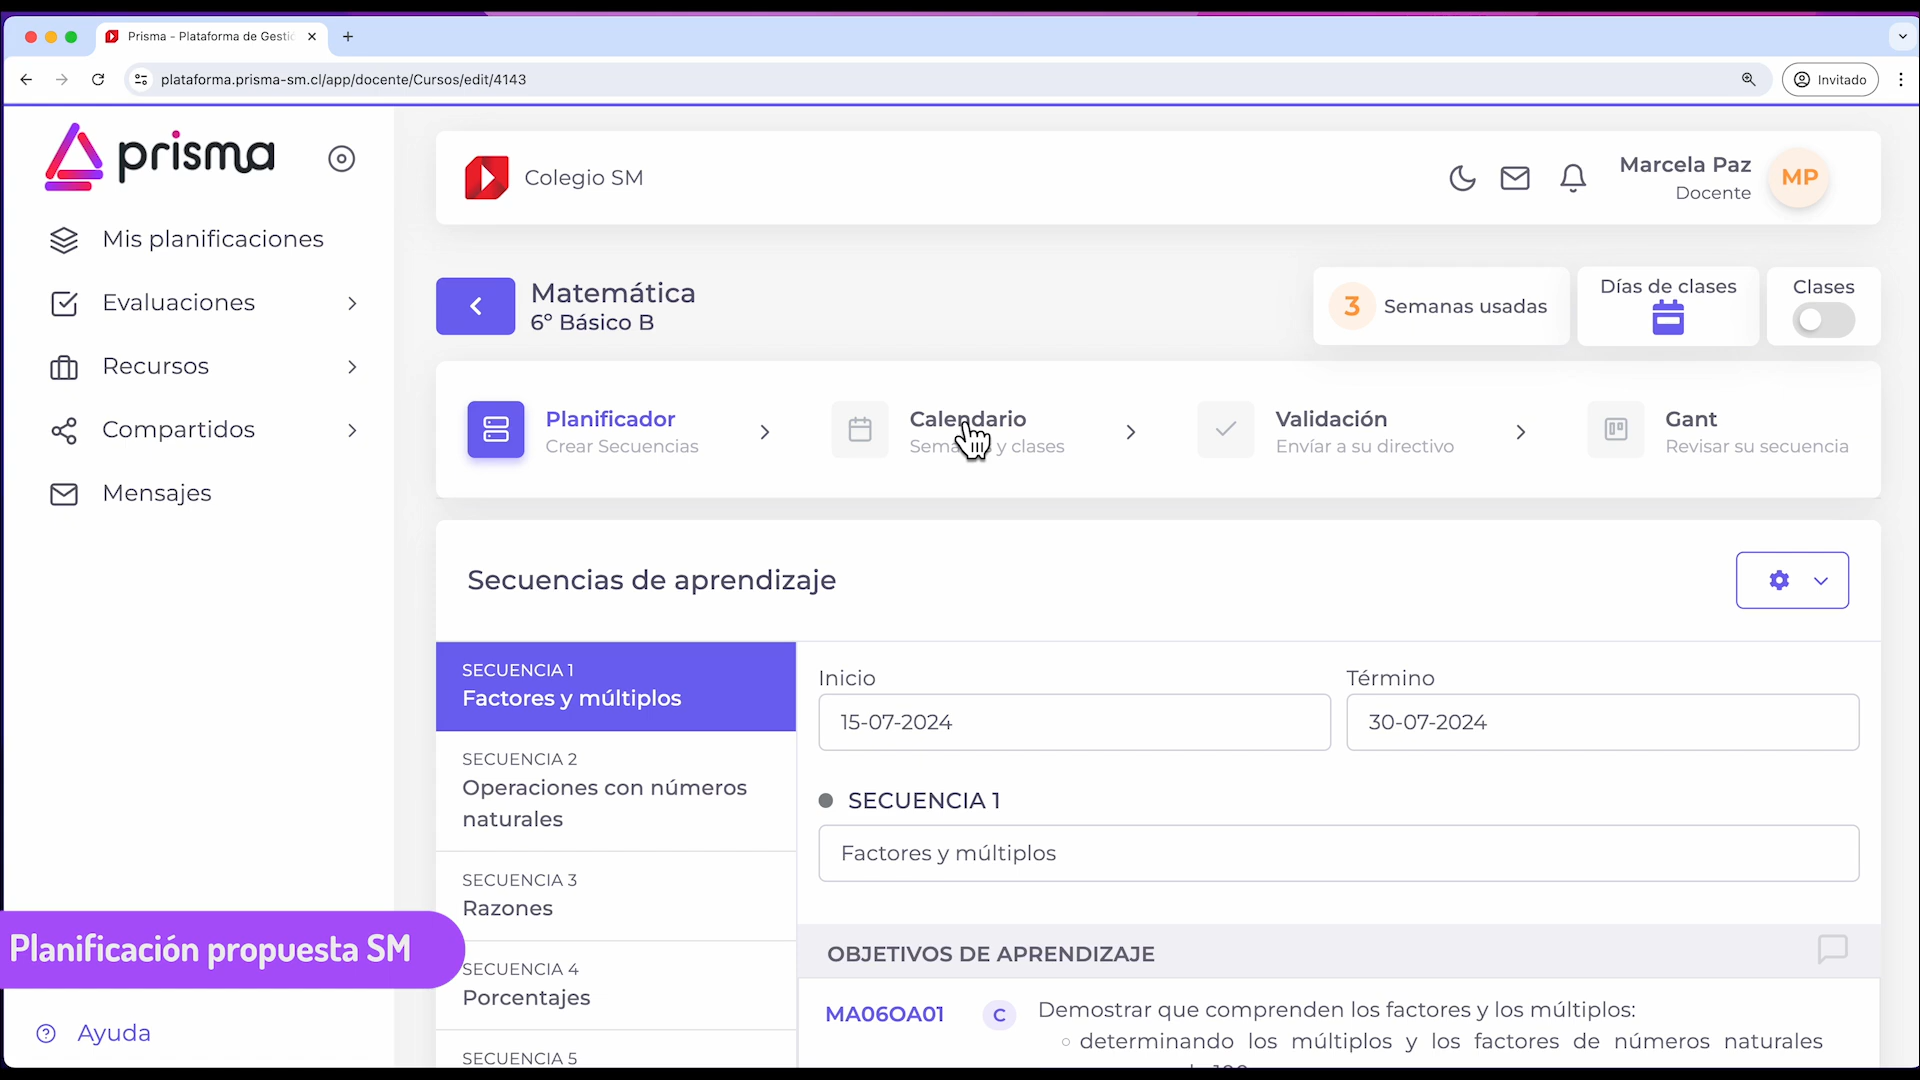 Prisma - Plataforma de Gestió
plataforma.prisma-sm.cl/app/docente/Cursos/edit/4143
Invitado
prisma
Colegio SM
Marcela Paz
Docente
MP
Mis planificaciones
Evaluaciones
Recursos
Compartidos
Mensajes
Matemática
6º Básico B
3 Semanas usadas
Días de clases
Clases
Planificador
Crear Secuencias
Calendario
Semanas y clases
Validación
Envíar a su directivo
Gant
Revisar su secuencia
Secuencias de aprendizaje
SECUENCIA 1
Factores y múltiplos
SECUENCIA 2
Operaciones con números
naturales
SECUENCIA 3
Razones
SECUENCIA 4
Porcentajes
SECUENCIA 5
Inicio
Término
15-07-2024
30-07-2024
SECUENCIA 1
Factores y múltiplos
OBJETIVOS DE APRENDIZAJE
MA06OA01
C
Demostrar que comprenden los factores y los múltiplos:
determinando los múltiplos y los factores de números naturales
Planificación propuesta SM
Ayuda